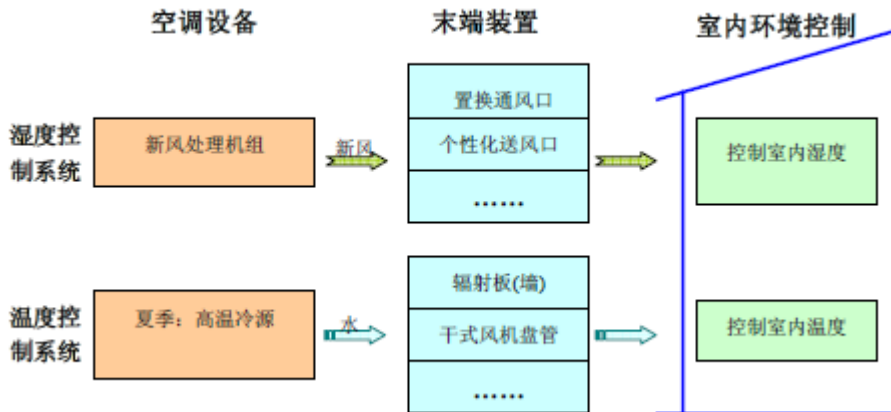 空调设备
末端装置
室内环境控制
湿度控
制系统
新风处理机组
新风
置换通风口
个性化送风口
......
控制室内湿度
温度控
制系统
夏季：高温冷源
水
辐射板(墙)
干式风机盘管
......
控制室内温度